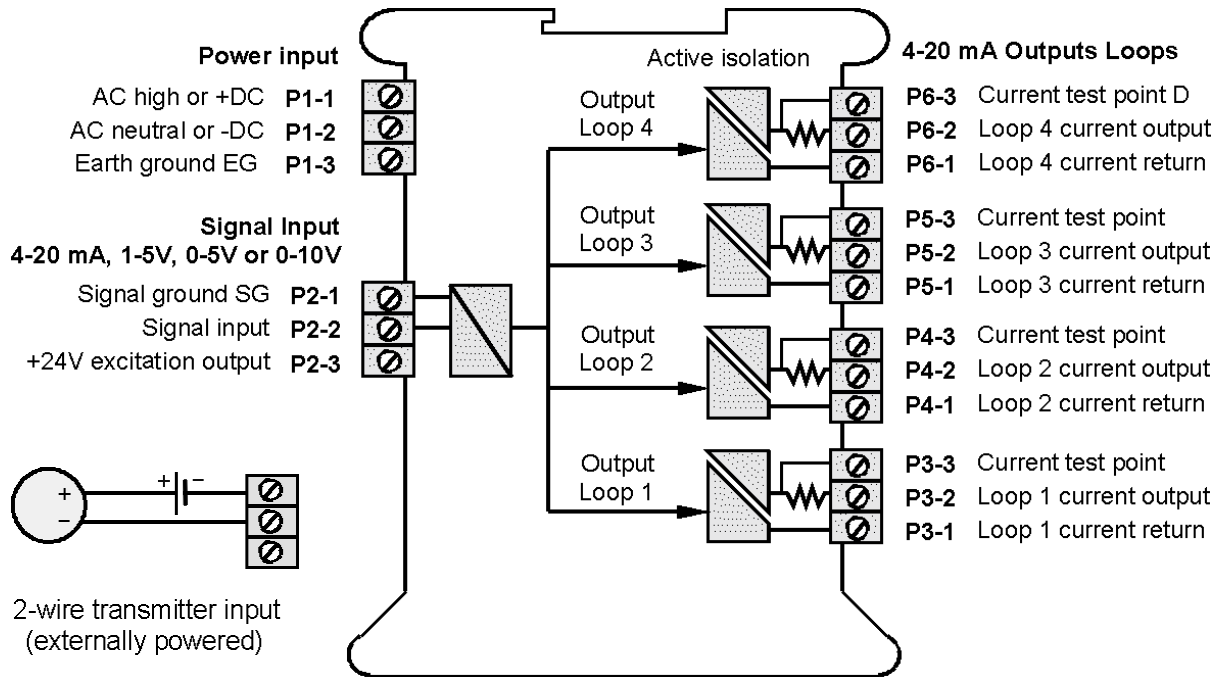 Power input
AC high or +DC P1-1
AC neutral or -DC P1-2
Earth ground EG P1-3
Signal Input
4-20 mA, 1-5V, 0-5V or 0-10V
Signal ground SG P2-1
Signal input P2-2
+24V excitation output P2-3
+
−
+ −
2-wire transmitter input
(externally powered)
Active isolation
Output
Loop 4
Output
Loop 3
Output
Loop 2
Output
Loop 1
4-20 mA Outputs Loops
P6-3 Current test point D
P6-2 Loop 4 current output
P6-1 Loop 4 current return
P5-3 Current test point
P5-2 Loop 3 current output
P5-1 Loop 3 current return
P4-3 Current test point
P4-2 Loop 2 current output
P4-1 Loop 2 current return
P3-3 Current test point
P3-2 Loop 1 current output
P3-1 Loop 1 current return